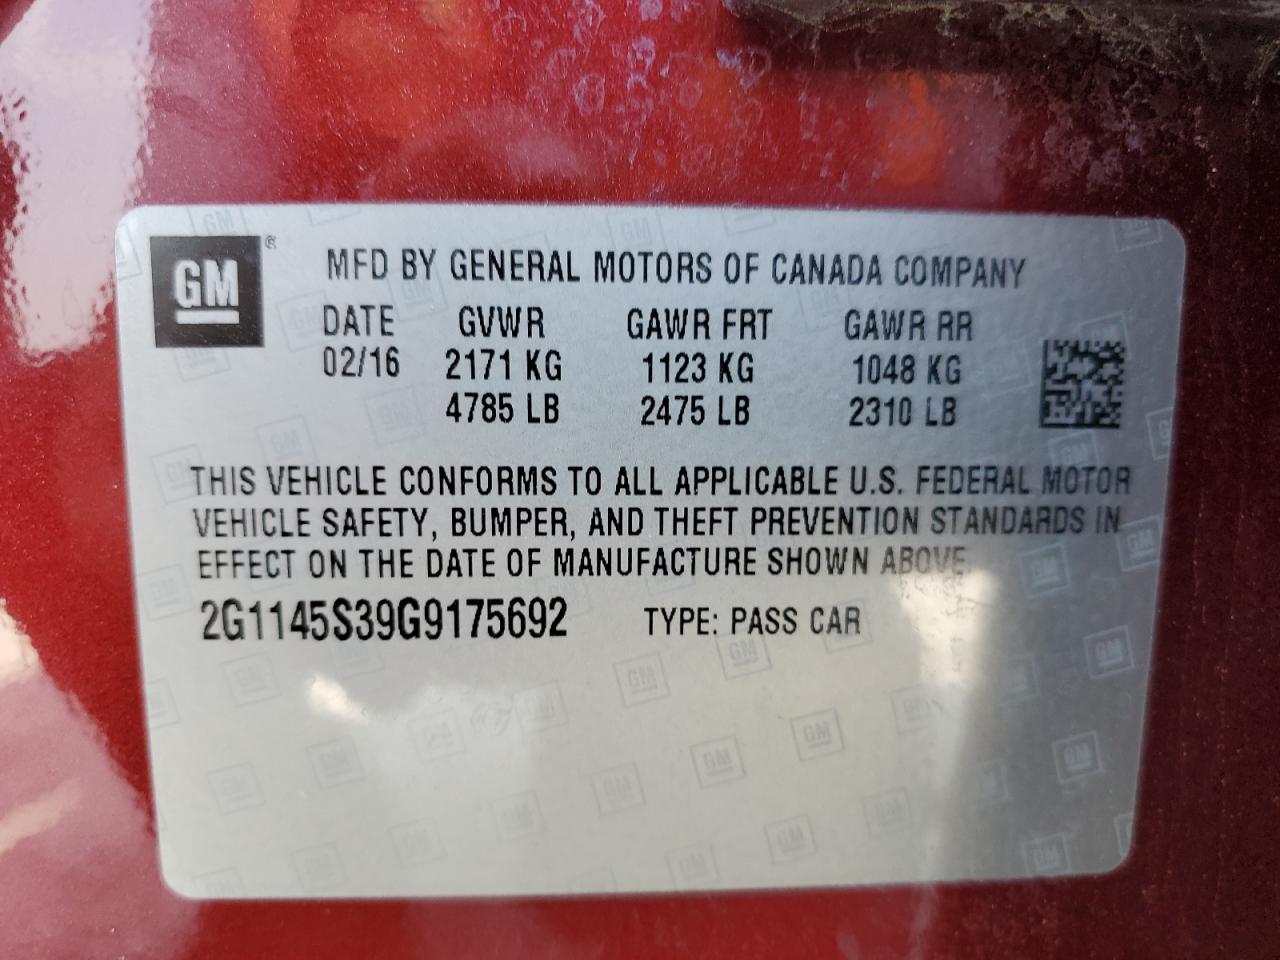 GM ®
MFD BY GENERAL MOTORS OF CANADA COMPANY
DATE GVWR GAWR FRT GAWR RR
02/16 2171 KG 1123 KG 1048 KG
4785 LB 2475 LB 2310 LB
THIS VEHICLE CONFORMS TO ALL APPLICABLE U.S. FEDERAL MOTOR
VEHICLE SAFETY, BUMPER, AND THEFT PREVENTION STANDARDS IN
EFFECT ON THE DATE OF MANUFACTURE SHOWN ABOVE.
2G1145S39G9175692 TYPE: PASS CAR